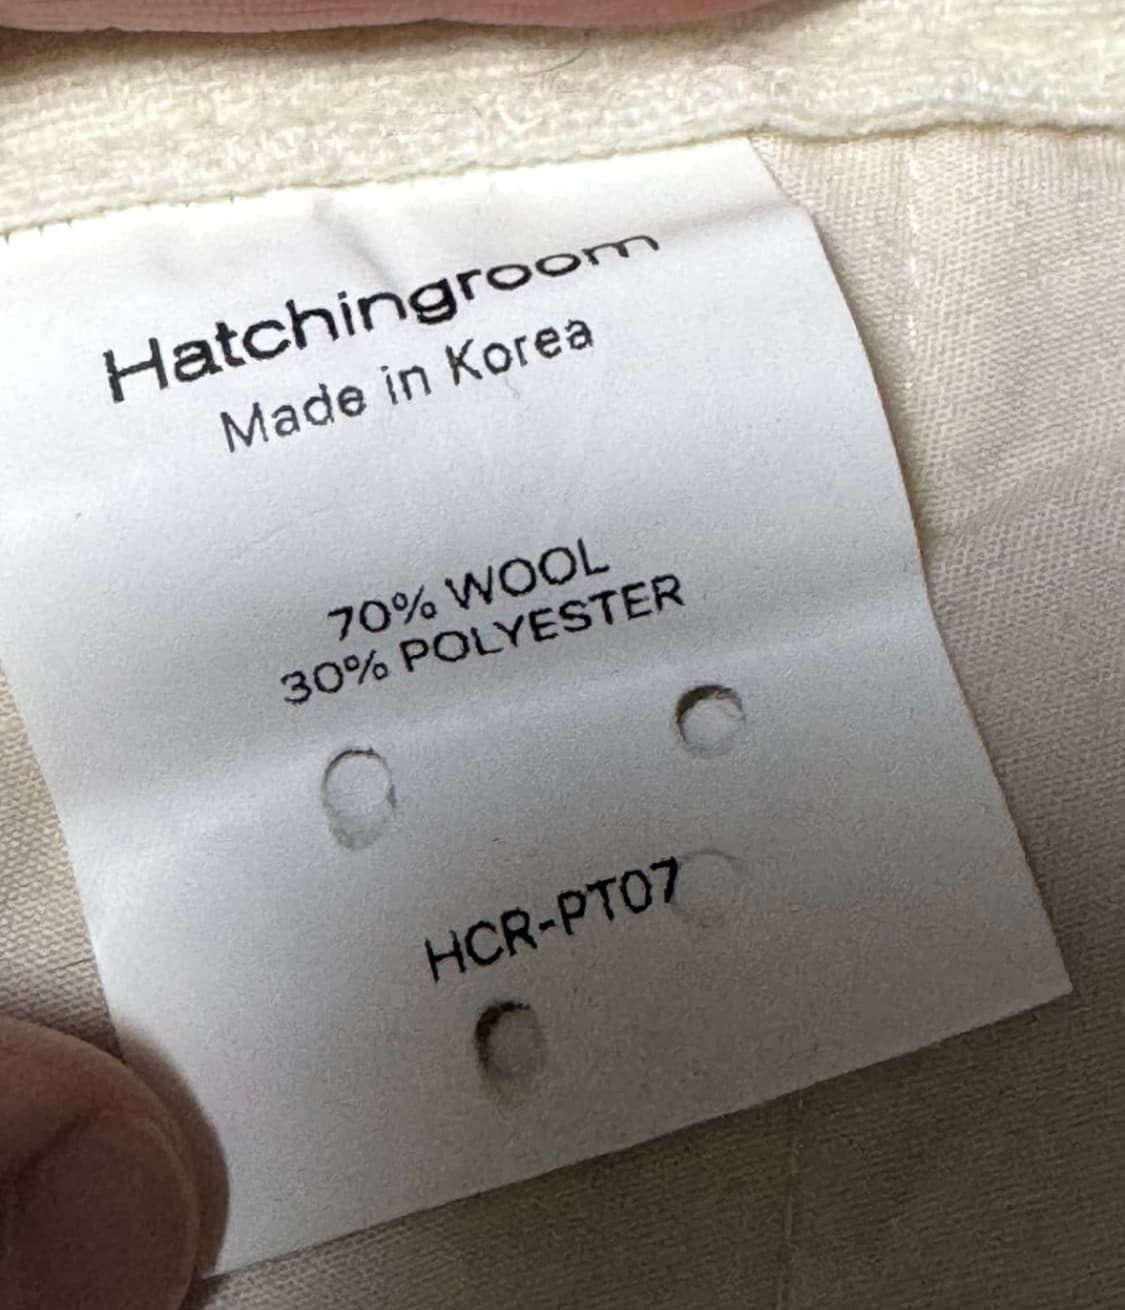 Hatchingroom
Made in Korea
70% WOOL
30% POLYESTER
HCR-PT07